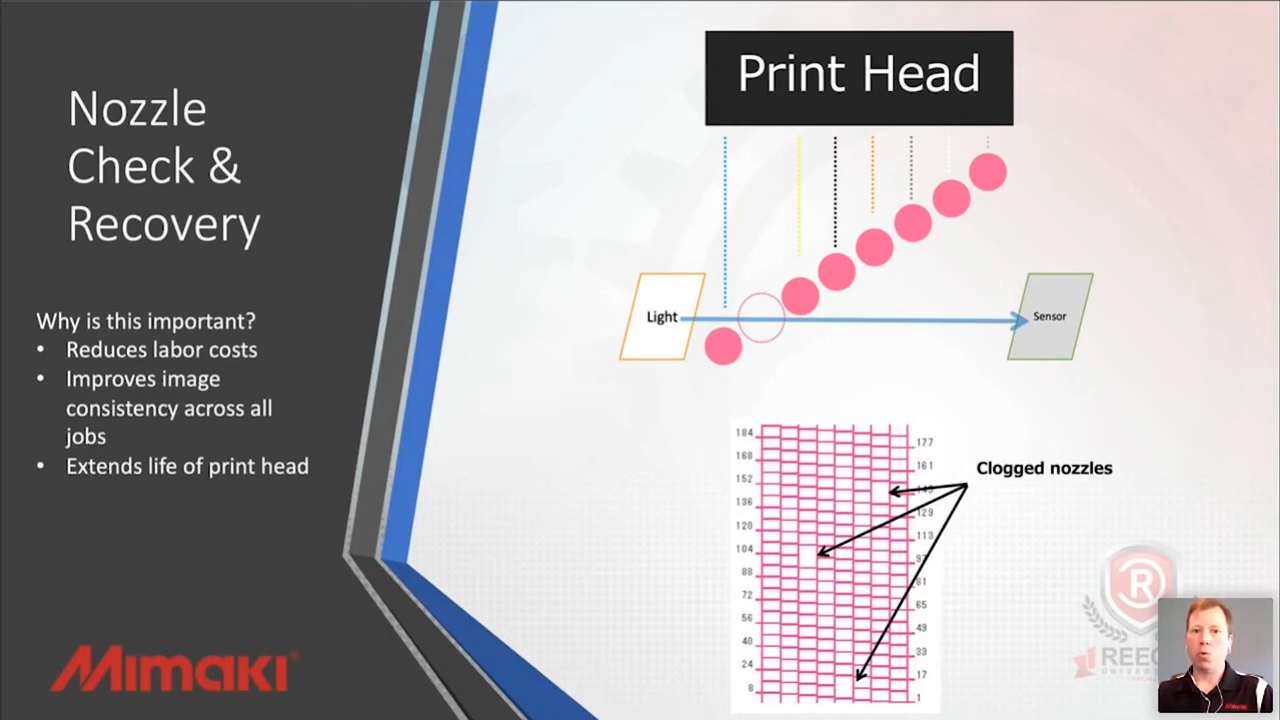 Nozzle
Check &
Recovery
Why is this important?
• Reduces labor costs
• Improves image
consistency across all
jobs
• Extends life of print head
Mimaki
Print Head
Light
Sensor
184
168
152
136
120
104
88
72
56
40
24
8
177
161
145
129
113
97
81
65
49
33
17
1
Clogged nozzles
R
Mimaki